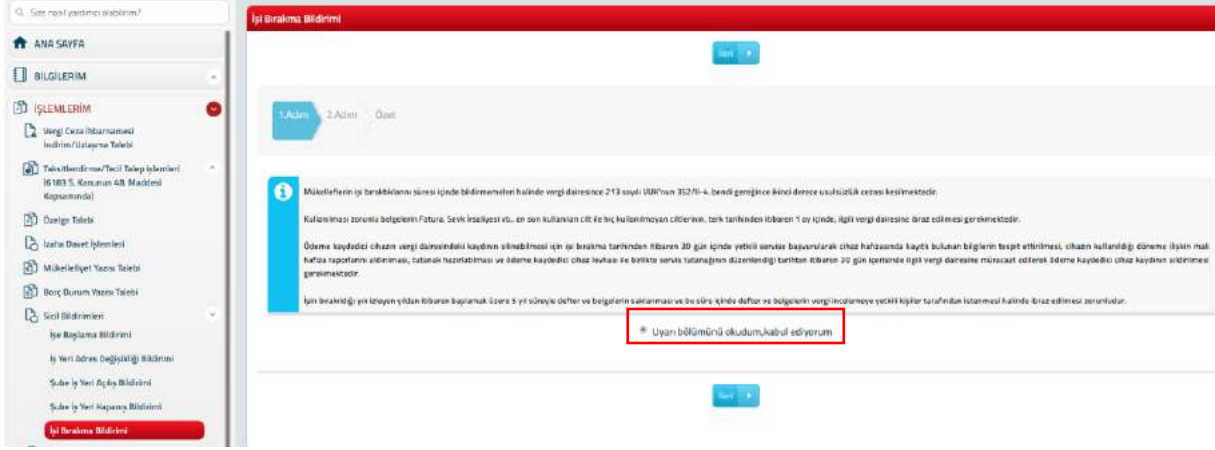 Size nasıl yardımcı olabilirim?
ANA SAYFA
BİLGİLERİM
İŞLEMLERİM
Vergi Ceza İhbarnamesi
İndirim/Uzlaşma Talebi
Taksitlendirme/Tecil Talep İşlemleri
(6183 S. Kanunun 48. Maddesi
Kapsamında)
Özelge Talebi
İzaha Davet İşlemleri
Mükellefiyet Yazısı Talebi
Borç Durum Yazısı Talebi
Sicil Bildirimleri
İşe Başlama Bildirimi
İş Yeri Adres Değişikliği Bildirimi
Şube İş Yeri Açılış Bildirimi
Şube İş Yeri Kapanış Bildirimi
İşi Bırakma Bildirimi
İşi Bırakma Bildirimi
İleri
1.Adım 2.Adım Özet
Mükelleflerin işi bıraktıklarını süresi içinde bildirmemeleri halinde vergi dairesince 213 sayılı VUK'nun 352/II-4. bendi gereğince ikinci derece usulsüzlük cezası kesilmektedir.
Kullanılması zorunlu belgelerin Fatura, Sevk İrsaliyesi vb., en son kullanılan cilt ile hiç kullanılmayan ciltlerinin, terk tarihinden itibaren 1 ay içinde, ilgili vergi dairesine ibraz edilmesi gerekmektedir.
Ödeme kaydedici cihazın vergi dairesindeki kaydının silinebilmesi için işi bırakma tarihinden itibaren 30 gün içinde yetkili servise başvurularak cihaz hafızasında kayıtlı bulunan bilgilerin tespit ettirilmesi, cihazın kullanıldığı döneme ilişkin mali
hafıza raporlarının aldırılması, tutanak hazırlatılması ve ödeme kaydedici cihaz levhası ile birlikte servis tutanağının düzenlendiği tarihten itibaren 30 gün içerisinde ilgili vergi dairesine müracaat edilerek ödeme kaydedici cihaz kaydının sildirilmesi
gerekmektedir.
İşin bırakıldığı yılı izleyen yıldan itibaren başlamak üzere 5 yıl süreyle defter ve belgelerin saklanması ve bu süre içinde defter ve belgelerin vergi incelemeye yetkili kişiler tarafından istenmesi halinde ibraz edilmesi zorunludur.
Uyarı bölümünü okudum,kabul ediyorum
İleri